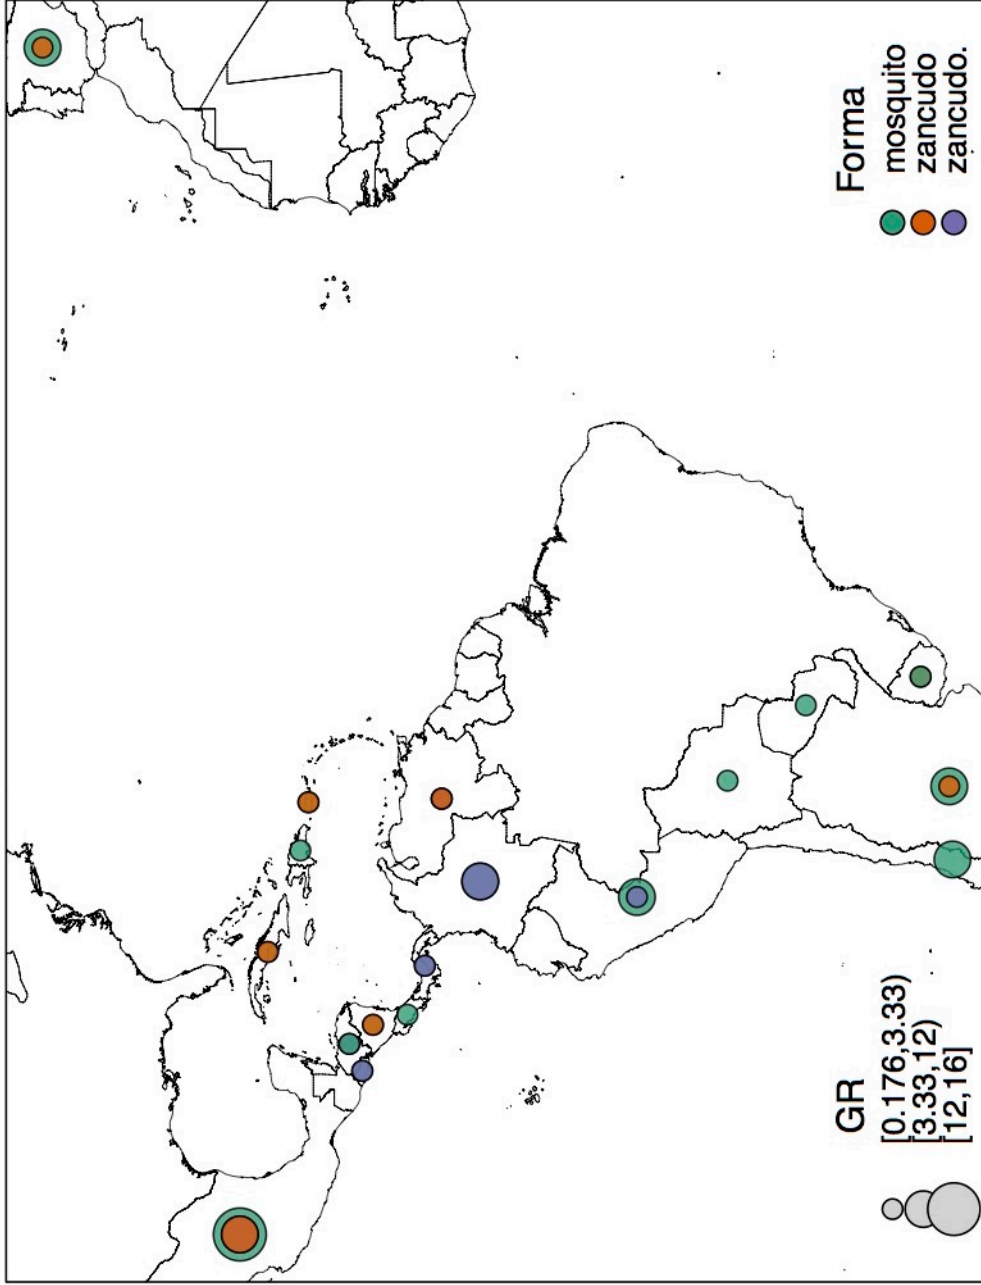 GR
[0.176,3.33)
[3.33,12)
[12,16]
Forma
mosquito
zancudo
zancudo.